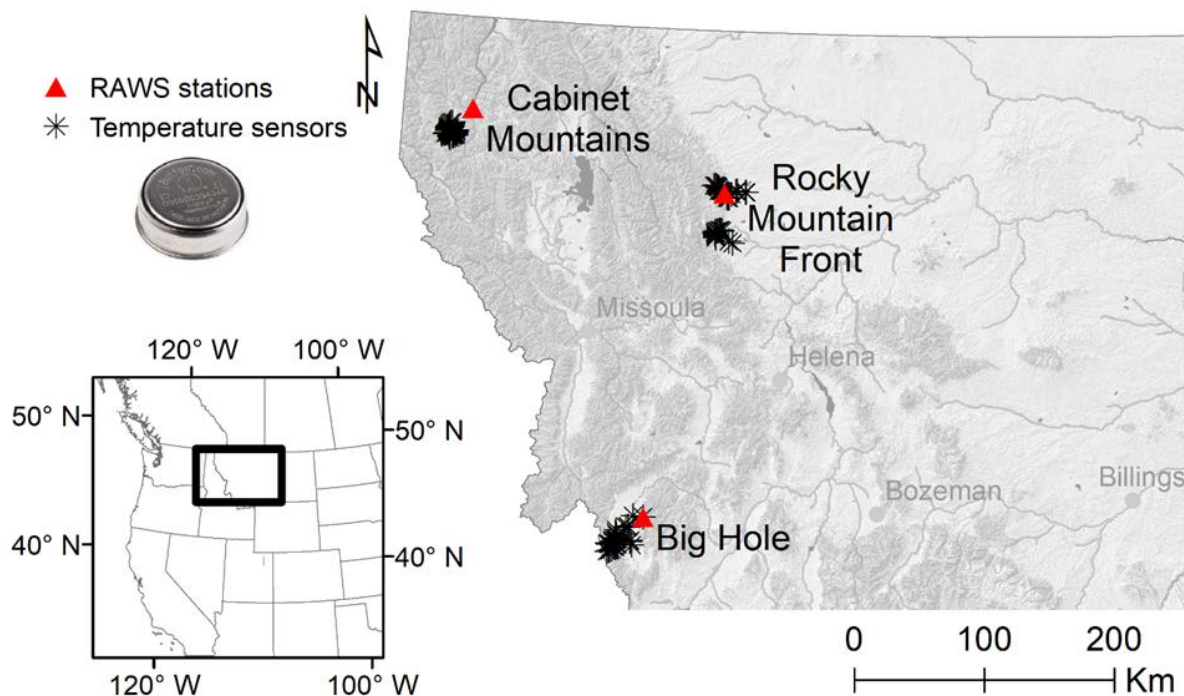 N
RAWS stations
Temperature sensors
Cabinet
Mountains
Rocky
Mountain
Front
Missoula
Helena
Billings
Bozeman
Big Hole
0 100 200
Km
120° W 100° W
50° N
50° N
40° N
40° N
120° W 100° W